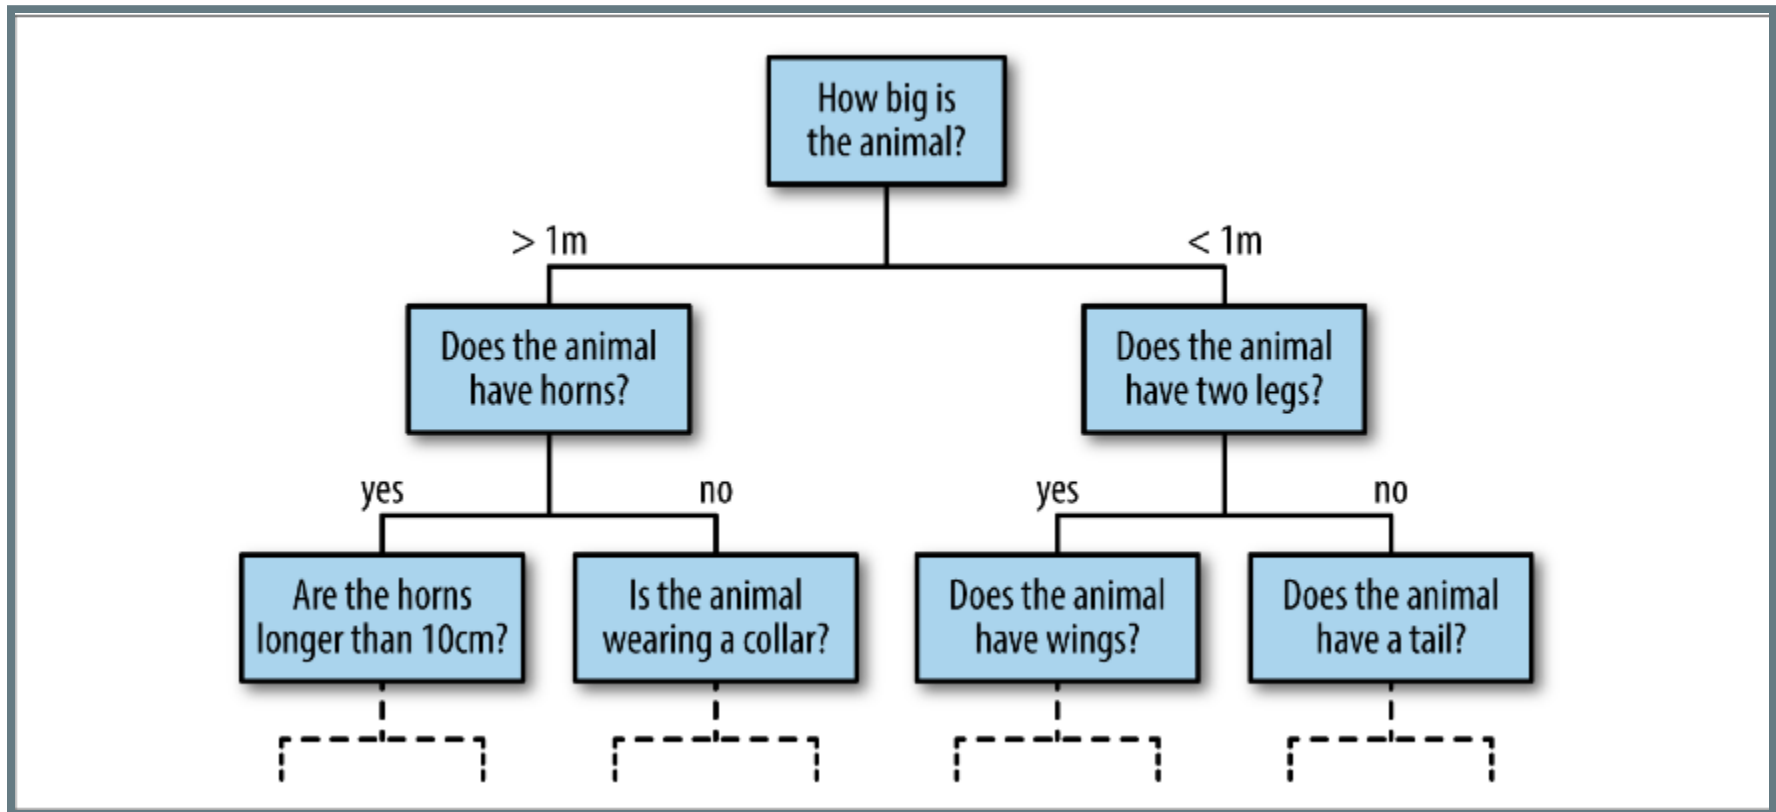 How big is
the animal?
> 1m
< 1m
Does the animal
have horns?
Does the animal
have two legs?
yes
no
yes
no
Are the horns
longer than 10cm?
Is the animal
wearing a collar?
Does the animal
have wings?
Does the animal
have a tail?